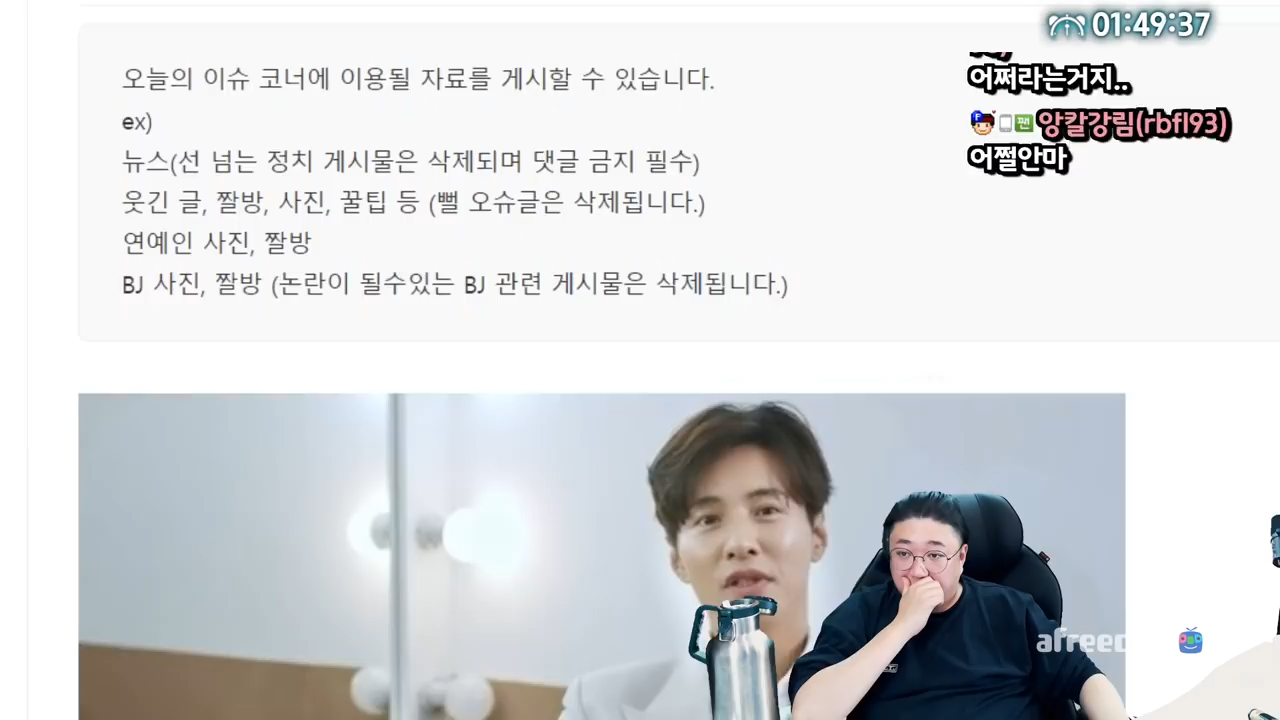 01:49:37
오늘의 이슈 코너에 이용될 자료를 게시할 수 있습니다.
ex)
뉴스(선 넘는 정치 게시물은 삭제되며 댓글 금지 필수)
웃긴 글, 짤방, 사진, 꿀팁 등 (뻘 오슈글은 삭제됩니다.)
연예인 사진, 짤방
BJ 사진, 짤방 (논란이 될수있는 BJ 관련 게시물은 삭제됩니다.)
어쩌라는거지..
F 팬 앙칼강림(rbfl93)
어쩔안마
afreec